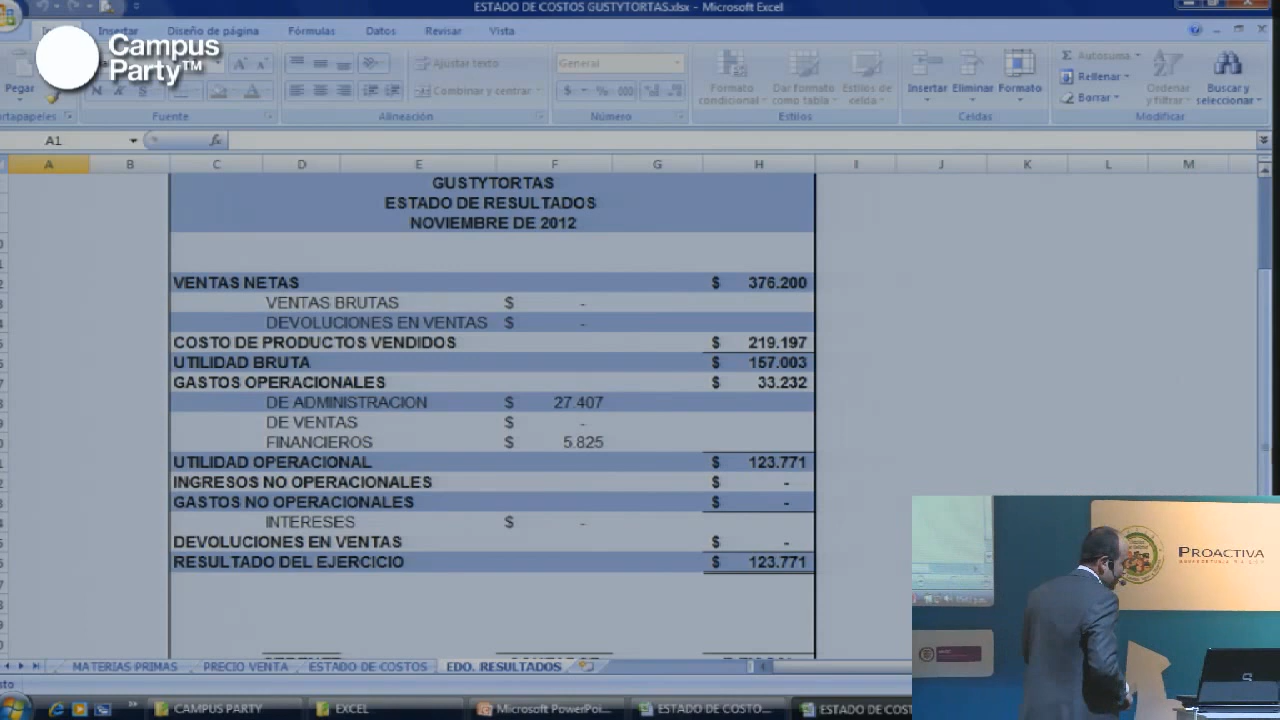 ESTADO DE COSTOS GUSTYTORTAS.xlsx - Microsoft Excel
Campus
Party™
Insertar Diseño de página Fórmulas Datos Revisar Vista
Pegar
Ajustar texto
Combinar y centrar
General
Formato condicional
Dar formato como tabla
Estilos de celda
Insertar Eliminar Formato
Autosuma
Rellenar
Borrar
Ordenar y filtrar
Buscar y seleccionar
rtapapeles Fuente Alineación Número Estilos Celdas Modificar
A1 fx
A B C D E F G H I J K L M
GUSTYTORTAS
ESTADO DE RESULTADOS
NOVIEMBRE DE 2012
VENTAS NETAS $ 376.200
VENTAS BRUTAS $ -
DEVOLUCIONES EN VENTAS $ -
COSTO DE PRODUCTOS VENDIDOS $ 219.197
UTILIDAD BRUTA $ 157.003
GASTOS OPERACIONALES $ 33.232
DE ADMINISTRACION $ 27.407
DE VENTAS $ -
FINANCIEROS $ 5.825
UTILIDAD OPERACIONAL $ 123.771
INGRESOS NO OPERACIONALES $ -
GASTOS NO OPERACIONALES $ -
INTERESES $ -
DEVOLUCIONES EN VENTAS $ -
RESULTADO DEL EJERCICIO $ 123.771
MATERIAS PRIMAS PRECIO VENTA ESTADO DE COSTOS EDO. RESULTADOS
sto
CAMPUS PARTY EXCEL Microsoft PowerPoi... ESTADO DE COSTO... ESTADO DE COS
PROACTIVA